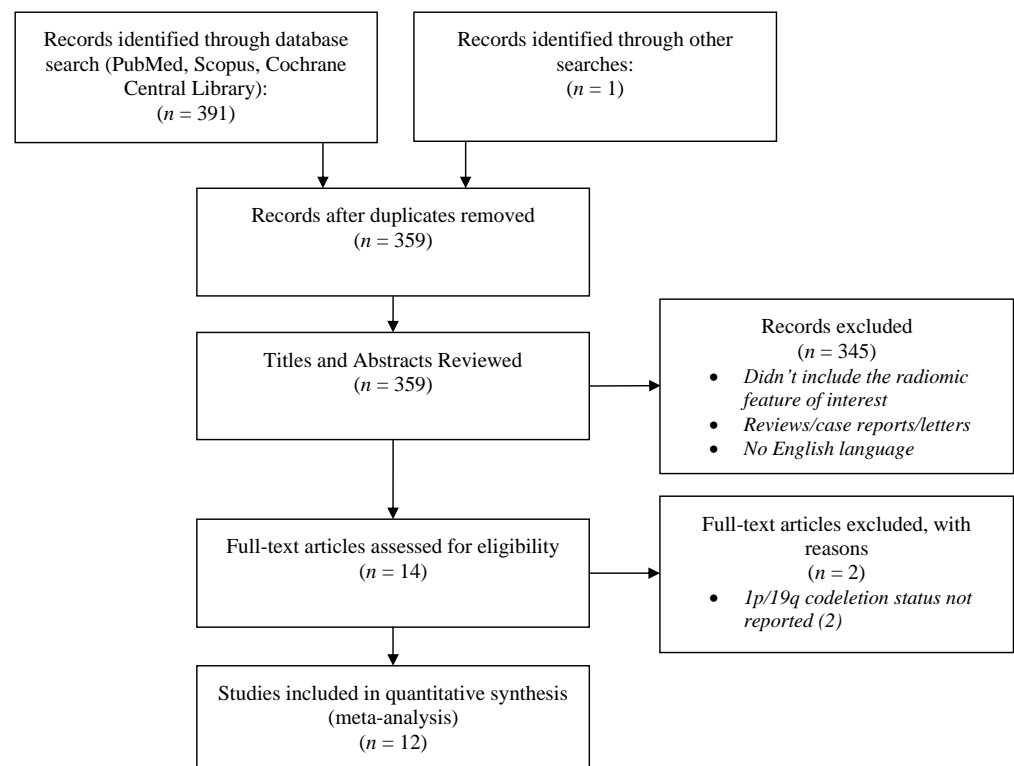 Records identified through database
search (PubMed, Scopus, Cochrane
Central Library):
(n = 391)
Records identified through other
searches:
(n = 1)
Records after duplicates removed
(n = 359)
Titles and Abstracts Reviewed
(n = 359)
Records excluded
(n = 345)
• Didn’t include the radiomic
feature of interest
• Reviews/case reports/letters
• No English language
Full-text articles assessed for eligibility
(n = 14)
Full-text articles excluded, with
reasons
(n = 2)
• 1p/19q codeletion status not
reported (2)
Studies included in quantitative synthesis
(meta-analysis)
(n = 12)